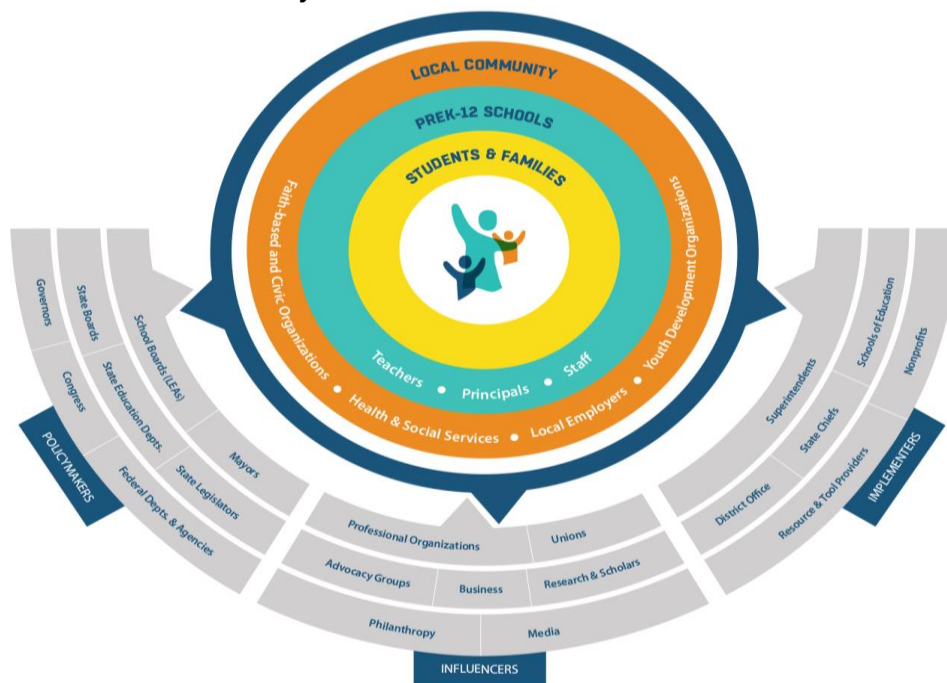 LOCAL COMMUNITY
PREK-12 SCHOOLS
STUDENTS & FAMILIES
Teachers • Principals • Staff
Faith-based and Civic Organizations • Health & Social Services • Local Employers • Youth Development Organizations
Governors
Congress
Federal Depts. & Agencies
State Boards
State Education Depts.
State Legislators
School Boards (LEAs)
Mayors
POLICYMAKERS
Professional Organizations
Unions
Advocacy Groups
Business
Research & Scholars
Philanthropy
Media
INFLUENCERS
Superintendents
District Office
State Chiefs
Schools of Education
Resource & Tool Providers
Nonprofits
IMPLEMENTERS